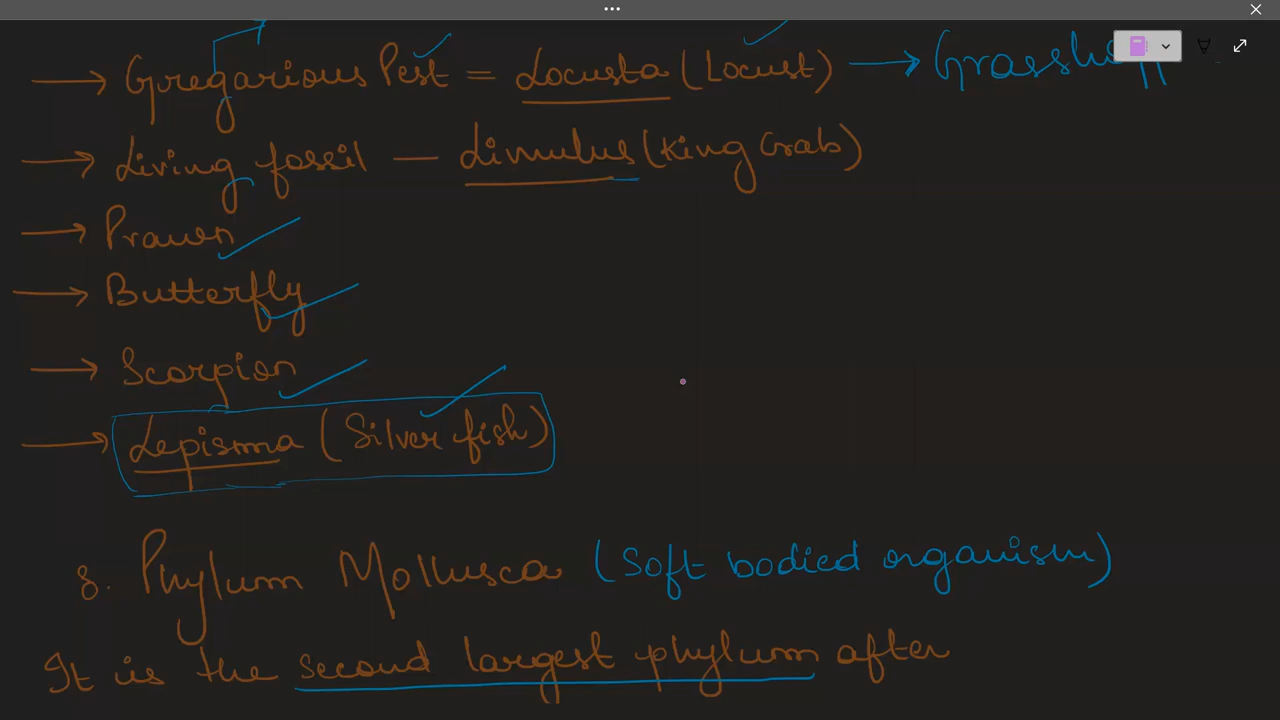 → Gregarious Pest = Locusta (Locust) →
→ Living fossil — Limulus (King Crab)
→ Prawn
→ Butterfly
→ Scorpion
→ Lepisma (Silver fish)
8. Phylum Mollusca (Soft bodied organism)
It is the second largest phylum after